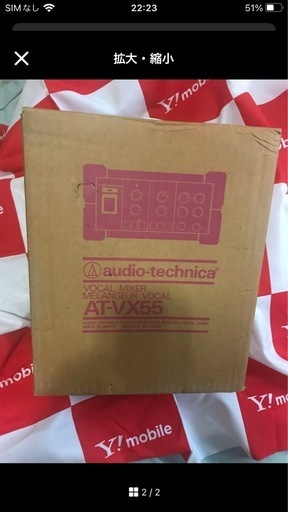 SIMなし 22:23 51%
拡大・縮小
Y! mobile
audio-technica
VOCAL MIXER
MELANGEUR VOCAL
AT-VX55
Y! mobile
Y! mobile
2 / 2